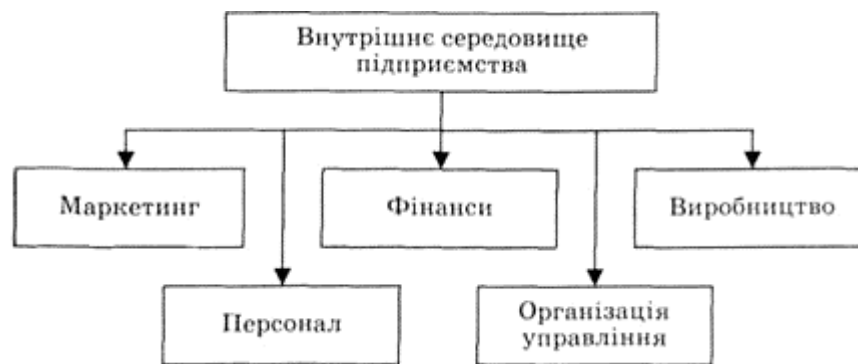 Внутрішнє середовище
підприємства
Маркетинг
Фінанси
Виробництво
Персонал
Організація
управління